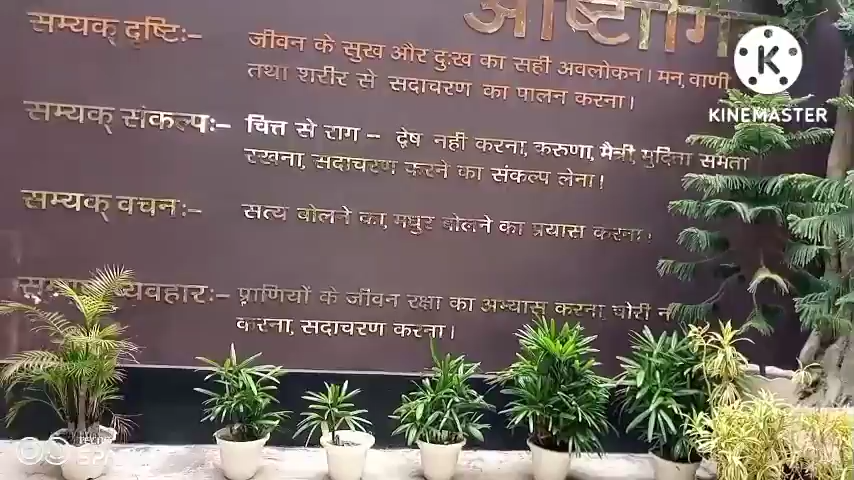 अष्टांग
सम्यक् दृष्टि:- जीवन के सुख और दु:ख का सही अवलोकन। मन, वाणी
तथा शरीर से सदाचरण का पालन करना।
सम्यक् संकल्प:- चित्त से राग - द्वेष नही करना, करुणा, मैत्री, मुदिता समता
रखना, सदाचरण करने का संकल्प लेना।
सम्यक् वचन:- सत्य बोलने का, मधुर बोलने का प्रयास करना।
व्यवहार:- प्राणियों के जीवन रक्षा का अभ्यास करना, चोरी न
करना, सदाचरण करना।
KINEMASTER
SPARK